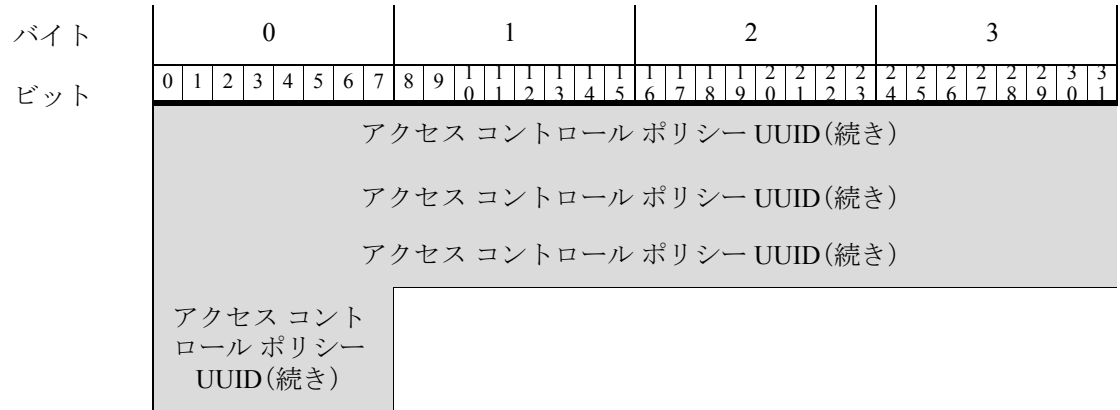 バイト 0 1 2 3
ビット 0 1 2 3 4 5 6 7 8 9 10 11 12 13 14 15 16 17 18 19 20 21 22 23 24 25 26 27 28 29 30 31
アクセス コントロール ポリシー UUID(続き)
アクセス コントロール ポリシー UUID(続き)
アクセス コントロール ポリシー UUID(続き)
アクセス コント
ロール ポリシー
UUID(続き)